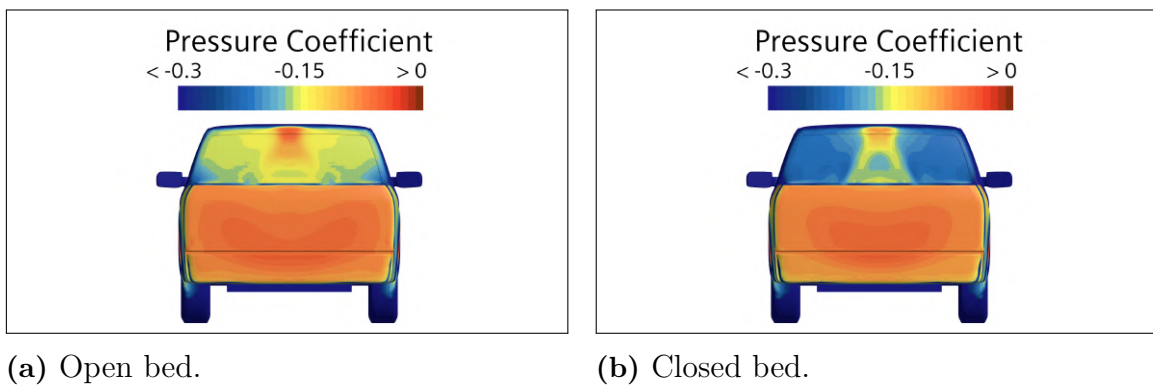 Pressure Coefficient
< -0.3 -0.15 > 0
(a) Open bed.
Pressure Coefficient
< -0.3 -0.15 > 0
(b) Closed bed.